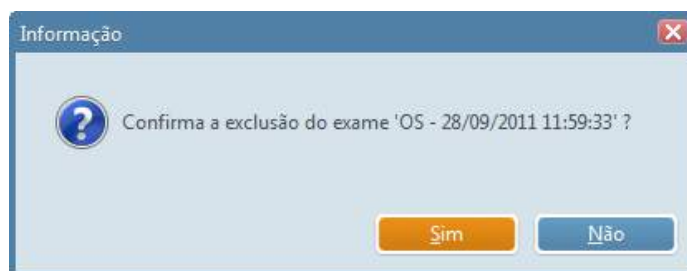 Informação
Confirma a exclusão do exame 'OS - 28/09/2011 11:59:33' ?
Sim
Não